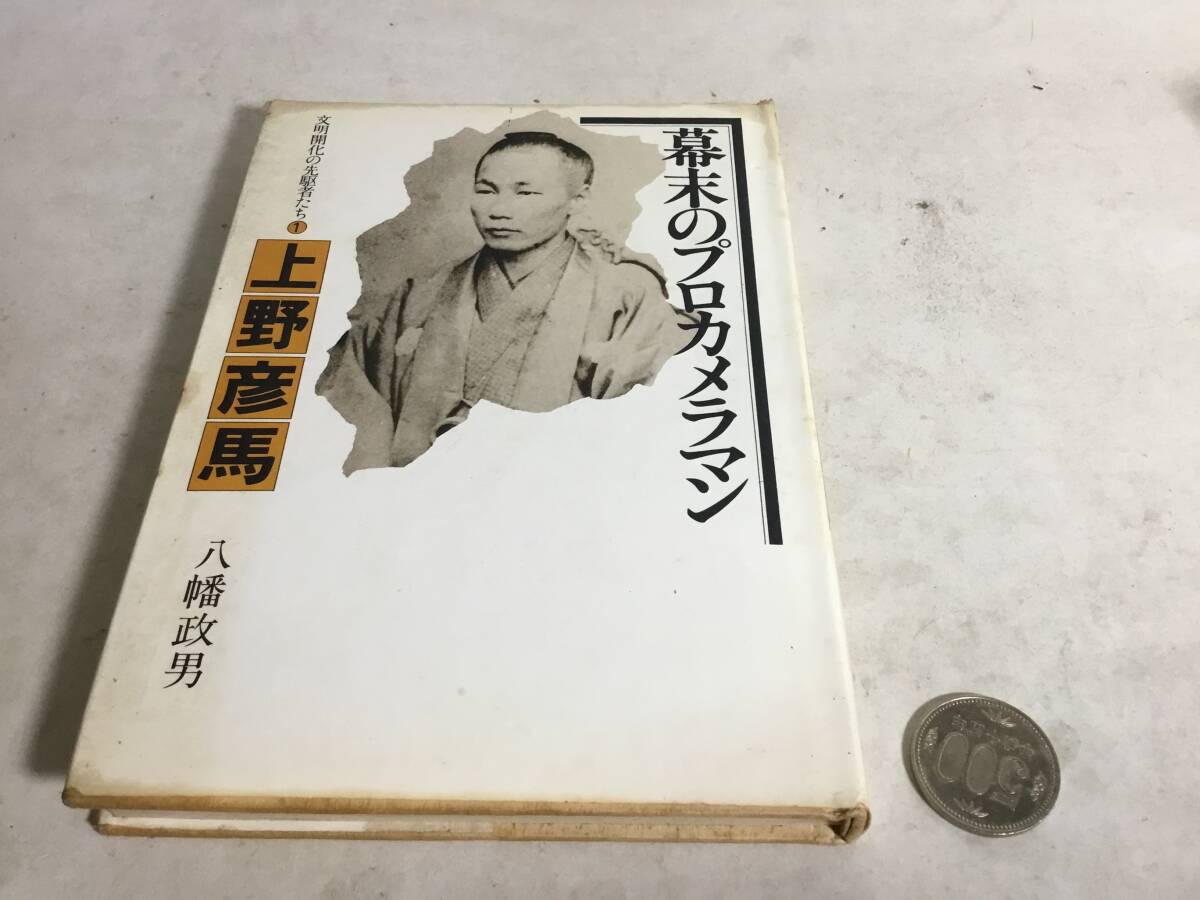 幕末のプロカメラマン
文明開化の先駆者たち1
上野彦馬
八幡政男
500